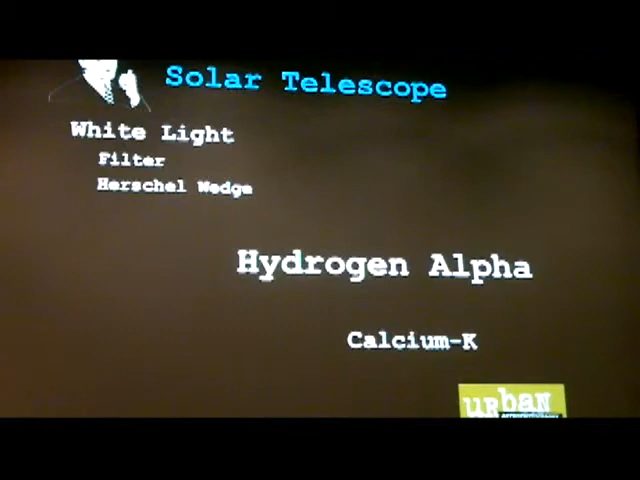 Solar Telescope
White Light
Filter
Herschel Wedge
Hydrogen Alpha
Calcium-K
urban